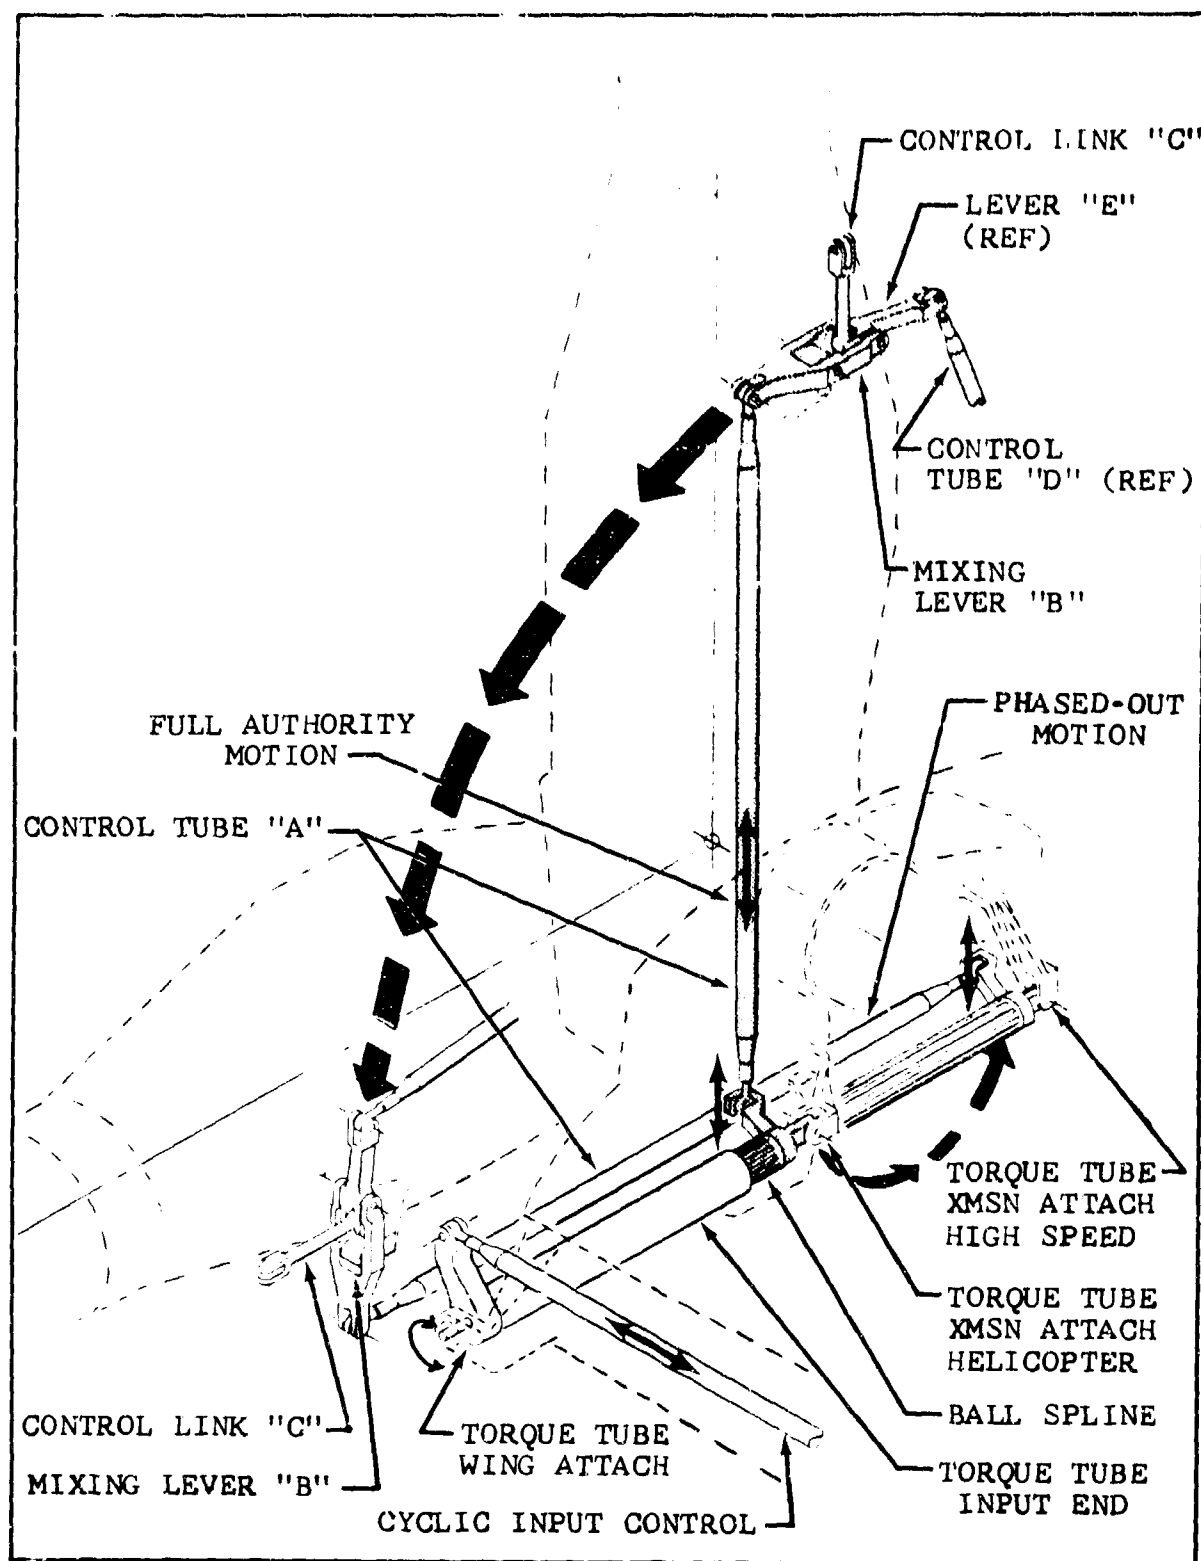 CONTROL LINK "C"
LEVER "E"
(REF)
CONTROL
TUBE "D" (REF)
MIXING
LEVER "B"
PHASED-OUT
MOTION
FULL AUTHORITY
MOTION
CONTROL TUBE "A"
TORQUE TUBE
XMSN ATTACH
HIGH SPEED
TORQUE TUBE
XMSN ATTACH
HELICOPTER
BALL SPLINE
TORQUE TUBE
INPUT END
CONTROL LINK "C"
MIXING LEVER "B"
TORQUE TUBE
WING ATTACH
CYCLIC INPUT CONTROL